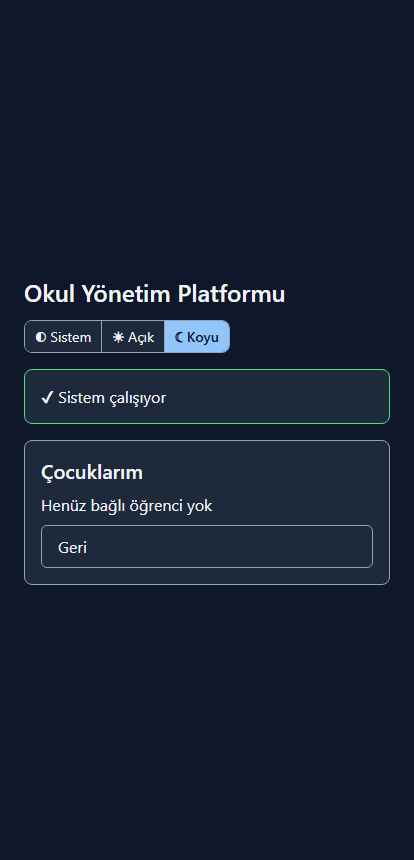 Okul Yönetim Platformu
◐ Sistem ☀ Açık ☾ Koyu
✔ Sistem çalışıyor
Çocuklarım
Henüz bağlı öğrenci yok
Geri